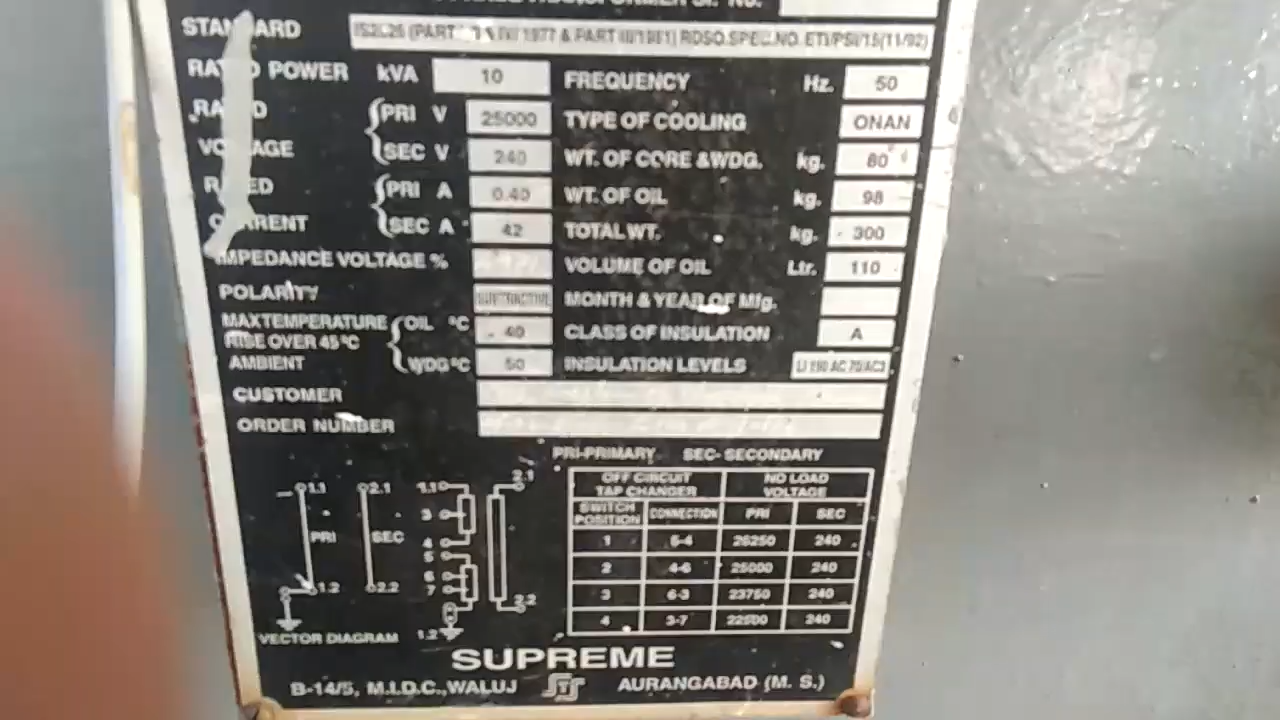 STANDARD IS2026 (PART 1977 & PART III/1981) RDSO.SPEC.NO. ETI/PSI/15(11/92)
RATED POWER kVA 10 FREQUENCY Hz. 50
RATED PRI V 25000 TYPE OF COOLING ONAN
VOLTAGE SEC V 240 WT. OF CORE & WDG. kg. 80
RATED PRI A 0.40 WT. OF OIL kg. 98
CURRENT SEC A 42 TOTAL WT. kg. 300
IMPEDANCE VOLTAGE % VOLUME OF OIL Ltr. 110
POLARITY SUBTRACTIVE MONTH & YEAR OF Mfg.
MAX TEMPERATURE OIL °C 40 CLASS OF INSULATION A
RISE OVER 45°C
AMBIENT WDG °C 50 INSULATION LEVELS
CUSTOMER
ORDER NUMBER
PRI-PRIMARY SEC- SECONDARY
OFF CIRCUIT TAP CHANGER NO LOAD VOLTAGE
SWITCH POSITION CONNECTION PRI SEC
1 5-4 26250 240
2 4-6 25000 240
3 6-3 23750 240
4 3-7 22500 240
1.1 2.1 1.1 2.1
3
PRI SEC 4
5
6
7
1.2 2.2 2.2
VECTOR DIAGRAM 1.2
SUPREME
B-14/5, M.I.D.C., WALUJ STS AURANGABAD (M. S.)